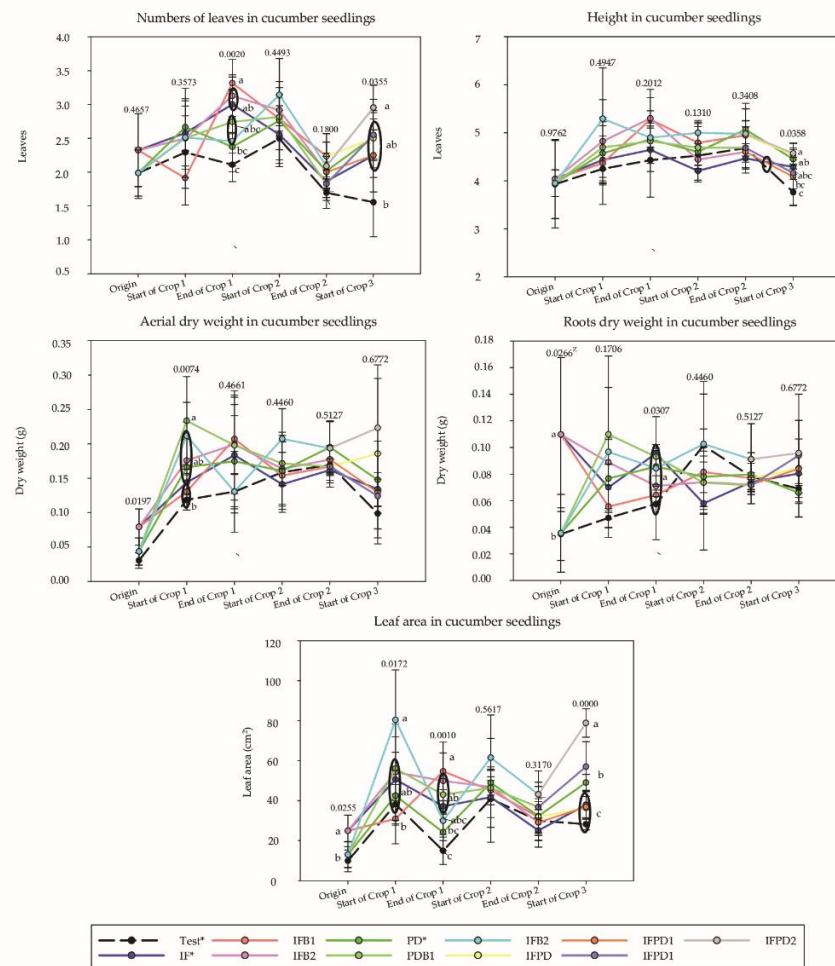 Numbers of leaves in cucumber seedlings
Leaves
4.0
3.5
3.0
2.5
2.0
1.5
1.0
0.5
0.4657
0.3573
0.0020
0.4493
0.1800
0.0355
a
ab
abc
c
a
ab
b
Origin
Start of Crop 1
End of Crop 1
Start of Crop 2
End of Crop 2
Start of Crop 3
Height in cucumber seedlings
Leaves
7
6
5
4
3
2
0.9762
0.4947
0.2012
0.1310
0.3408
0.0358
a
ab
abc
bc
c
Origin
Start of Crop 1
End of Crop 1
Start of Crop 2
End of Crop 2
Start of Crop 3
Aerial dry weight in cucumber seedlings
Dry weight (g)
0.35
0.30
0.25
0.20
0.15
0.10
0.05
0.00
0.0197
0.0074
0.4661
0.4460
0.5127
0.6772
a
ab
b
Origin
Start of Crop 1
End of Crop 1
Start of Crop 2
End of Crop 2
Start of Crop 3
Roots dry weight in cucumber seedlings
Dry weight (g)
0.18
0.16
0.14
0.12
0.10
0.08
0.06
0.04
0.02
0.00
0.0266z
0.1706
0.0307
0.4460
0.5127
0.6772
a
b
a
Origin
Start of Crop 1
End of Crop 1
Start of Crop 2
End of Crop 2
Start of Crop 3
Leaf area in cucumber seedlings
Leaf area (cm²)
120
100
80
60
40
20
0
0.0255
0.0172
0.0010
0.5617
0.3170
0.0000
a
b
a
ab
b
a
ab
abc
bc
c
a
b
c
Origin
Start of Crop 1
End of Crop 1
Start of Crop 2
End of Crop 2
Start of Crop 3
Test* IFB1 PD* IFB2 IFPD1 IFPD2
IF* IFB2 PDB1 IFPD IFPD1